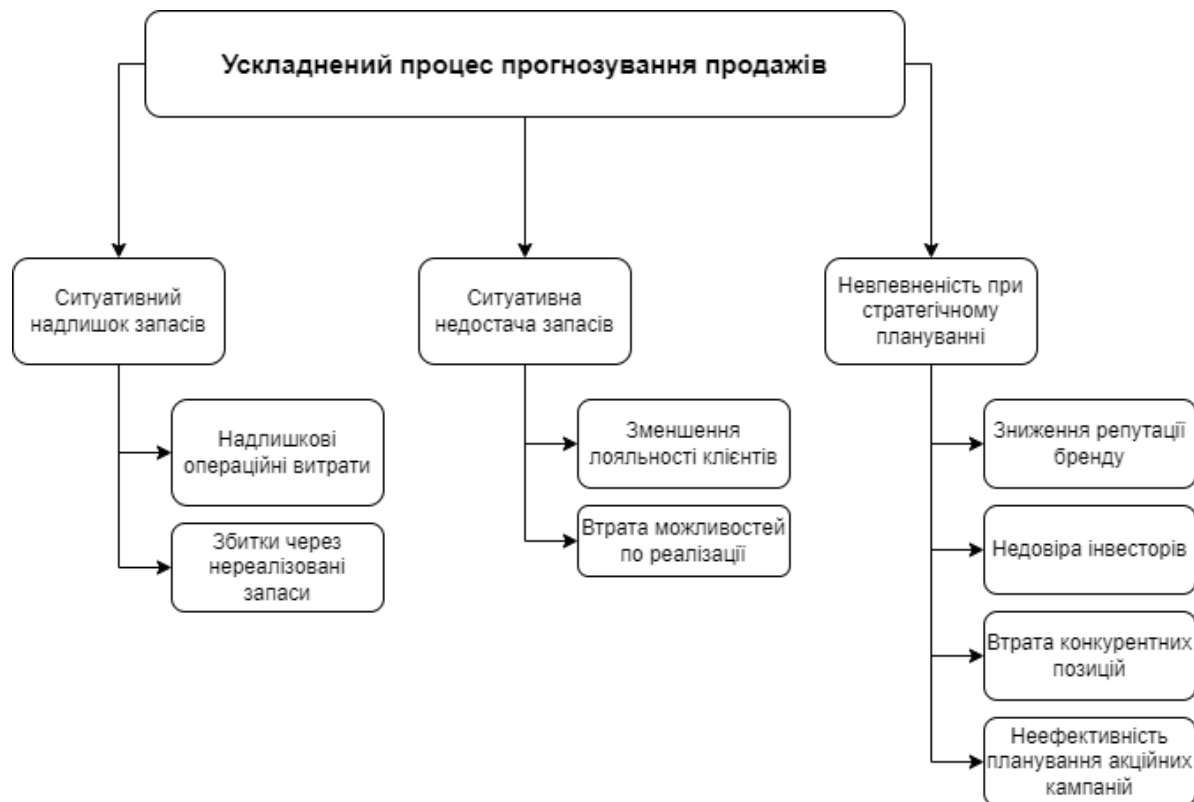 Ускладнений процес прогнозування продажів
Ситуативний
надлишок запасів
Ситуативна
недостача запасів
Невпевненість при
стратегічному
плануванні
Надлишкові
операційні витрати
Збитки через
нереалізовані
запаси
Зменшення
лояльності клієнтів
Втрата можливостей
по реалізації
Зниження репутації
бренду
Недовіра інвесторів
Втрата конкурентних
позицій
Неефективність
планування акційних
кампаній